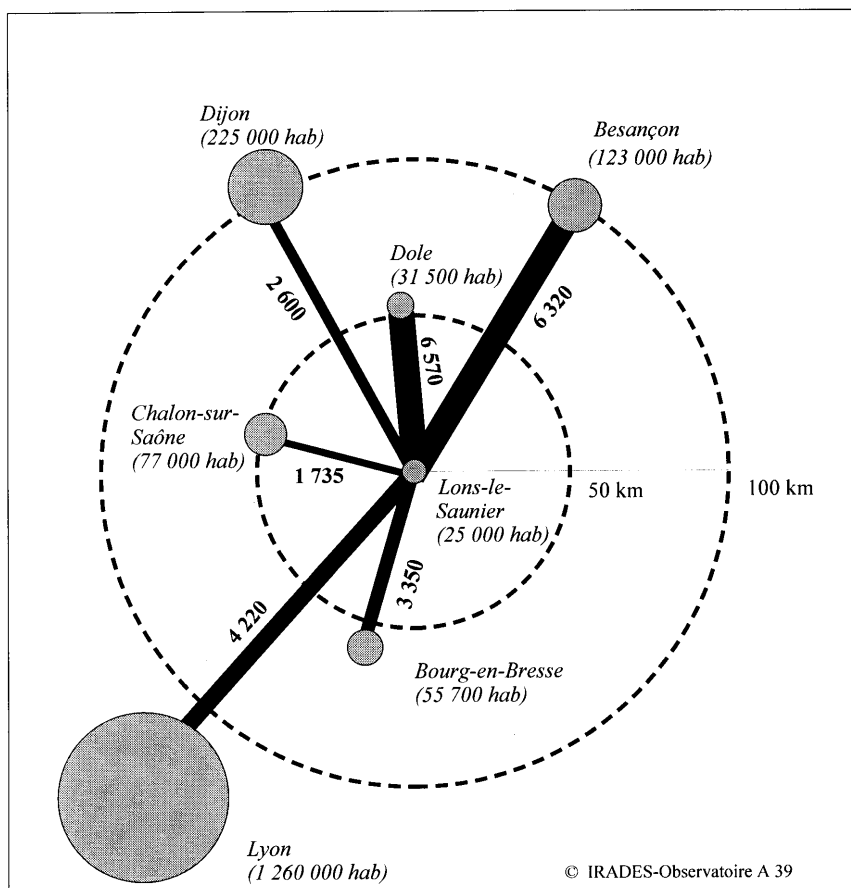 Dijon
(225 000 hab)
Besançon
(123 000 hab)
Dole
(31 500 hab)
2 600
6 570
6 320
Chalon-sur-
Saône
(77 000 hab)
1 735
Lons-le-
Saunier
(25 000 hab)
50 km
100 km
3 350
4 220
Bourg-en-Bresse
(55 700 hab)
Lyon
(1 260 000 hab)
© IRADES-Observatoire A 39